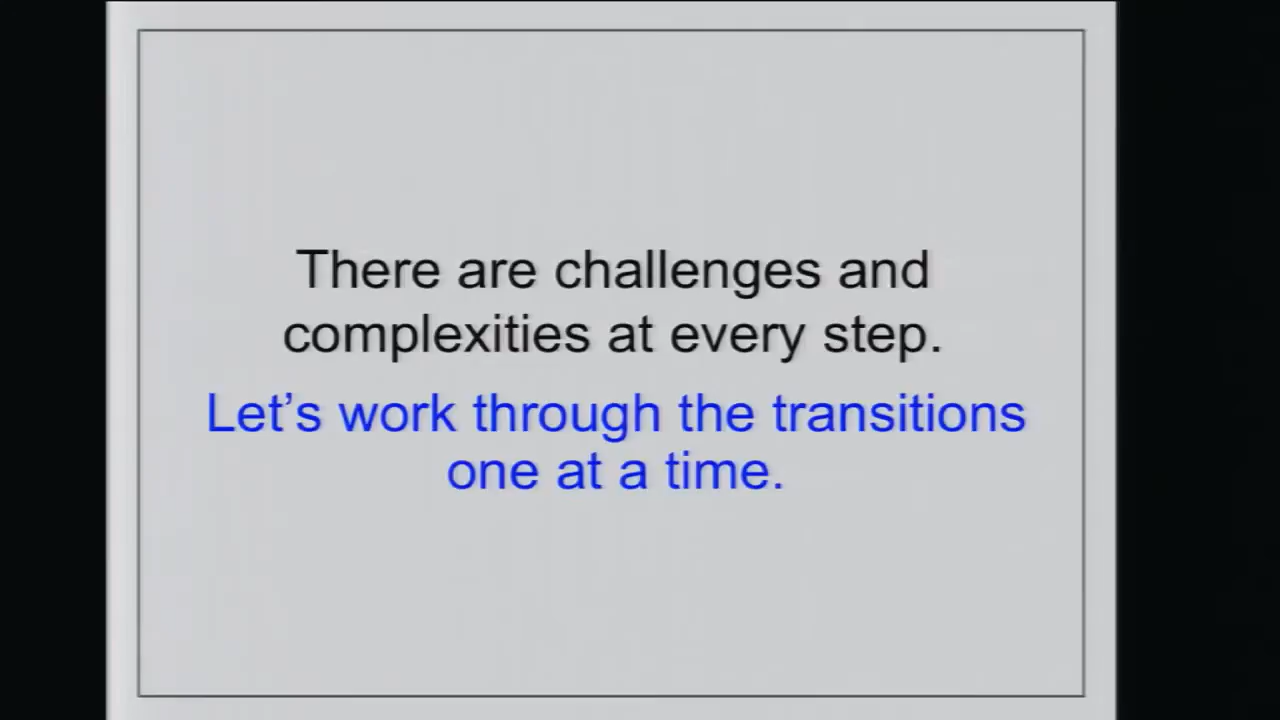 There are challenges and
complexities at every step.
Let’s work through the transitions
one at a time.